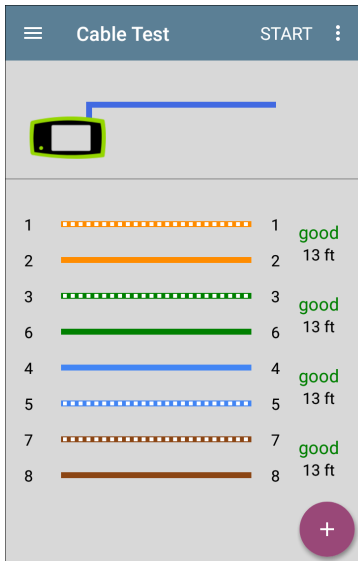 Cable Test START
1 1 good
2 2 13 ft
3 3 good
6 6 13 ft
4 4 good
5 5 13 ft
7 7 good
8 8 13 ft
+